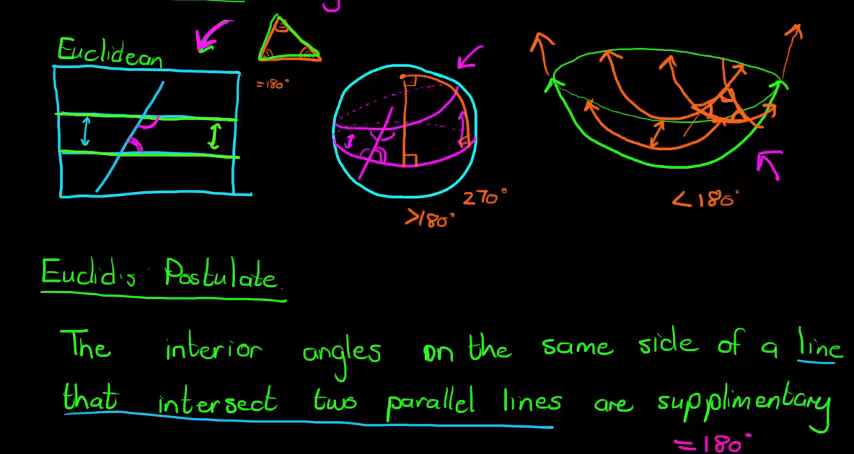 Euclidean
=180°
270°
>180°
<180°
Euclid's Postulate.
The interior angles on the same side of a line
that intersect two parallel lines are supplimentary
=180°